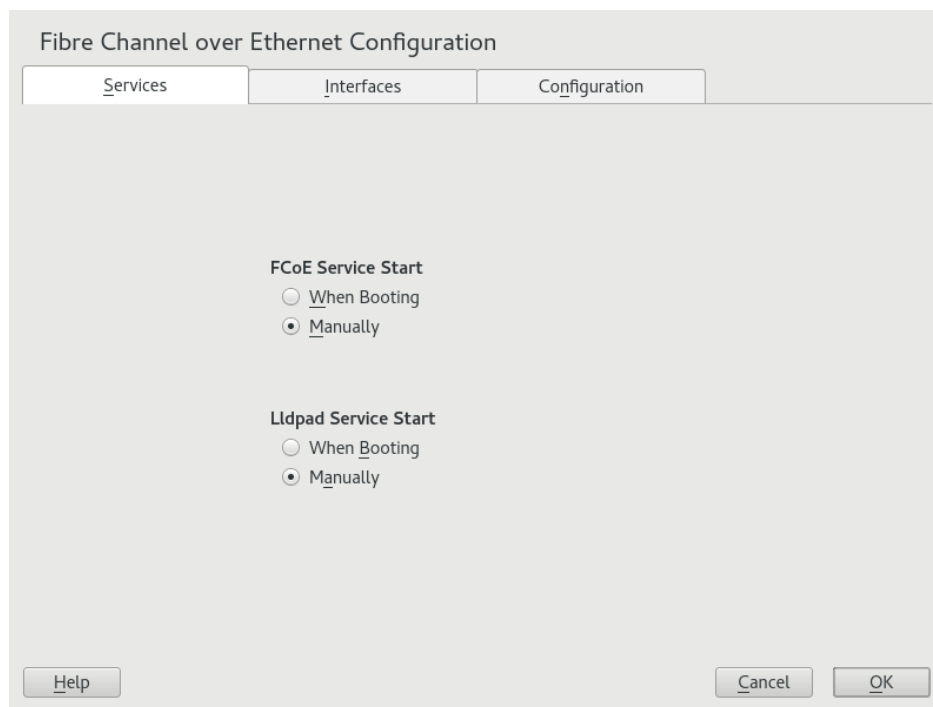 Fibre Channel over Ethernet Configuration
Services Interfaces Configuration
FCoE Service Start
When Booting
Manually
Lldpad Service Start
When Booting
Manually
Help Cancel OK